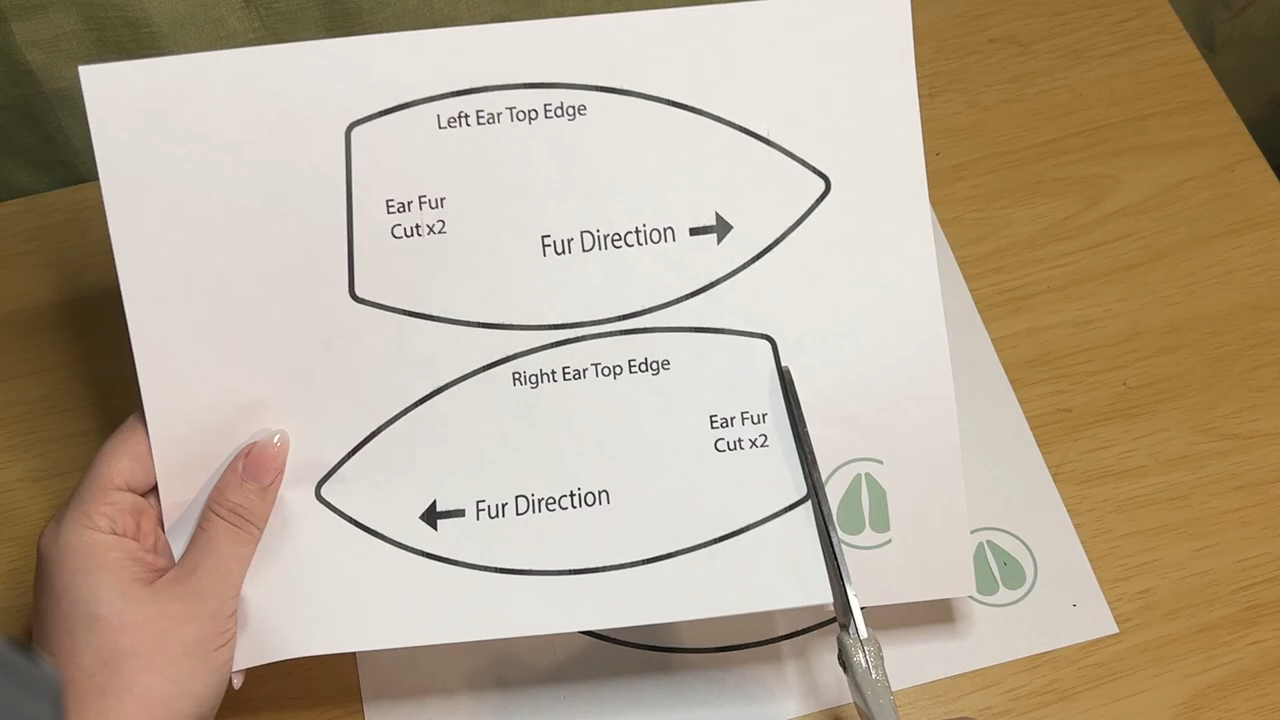 Left Ear Top Edge
Ear Fur
Cut x2
Fur Direction
Right Ear Top Edge
Ear Fur
Cut x2
Fur Direction